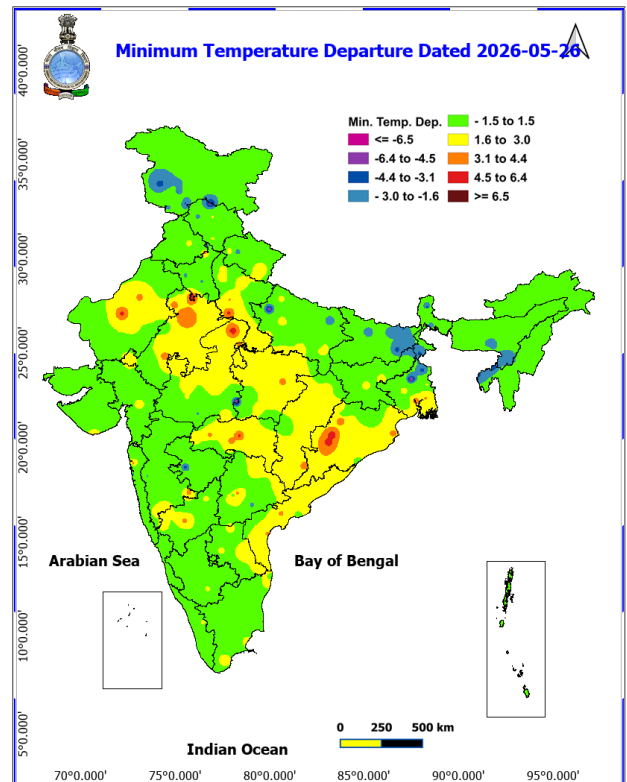 Minimum Temperature Departure Dated 2026-05-26
Min. Temp. Dep.
<= -6.5
-6.4 to -4.5
-4.4 to -3.1
- 3.0 to -1.6
- 1.5 to 1.5
1.6 to 3.0
3.1 to 4.4
4.5 to 6.4
>= 6.5
40°0.000'
35°0.000'
30°0.000'
25°0.000'
20°0.000'
15°0.000'
10°0.000'
5°0.000'
Arabian Sea
Bay of Bengal
Indian Ocean
0 250 500 km
70°0.000' 75°0.000' 80°0.000' 85°0.000' 90°0.000' 95°0.000'